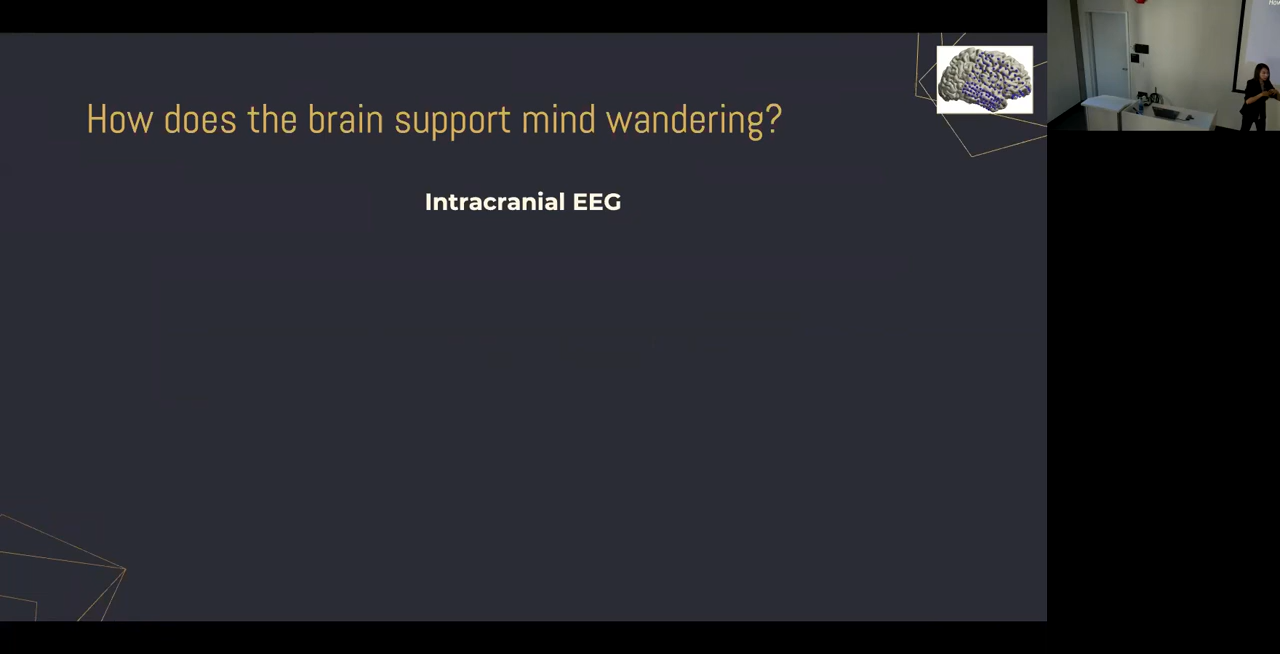 How does the brain support mind wandering?
Intracranial EEG